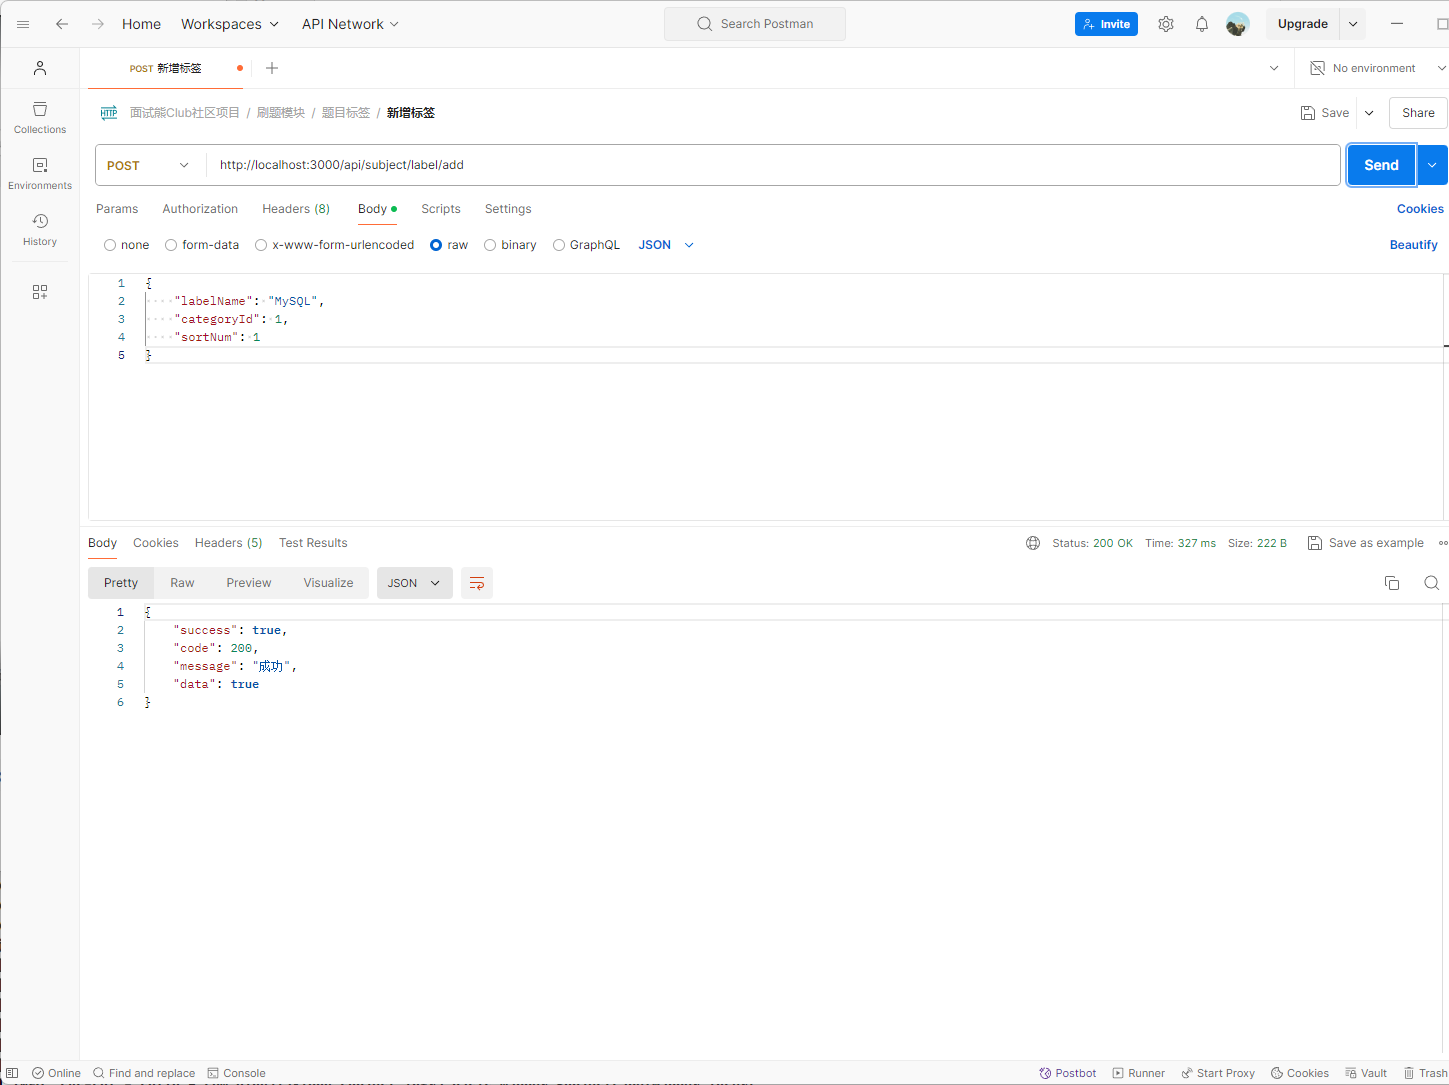 Home Workspaces API Network Search Postman Invite Upgrade
POST 新增标签 No environment
HTTP 面试熊Club社区项目 / 刷题模块 / 题目标签 / 新增标签 Save Share
POST http://localhost:3000/api/subject/label/add Send
Params Authorization Headers (8) Body Scripts Settings Cookies
none form-data x-www-form-urlencoded raw binary GraphQL JSON Beautify
Collections
Environments
History
1 {
2 "labelName": "MySQL",
3 "categoryId": 1,
4 "sortNum": 1
5 }
Body Cookies Headers (5) Test Results Status: 200 OK Time: 327 ms Size: 222 B Save as example
Pretty Raw Preview Visualize JSON
1 {
2 "success": true,
3 "code": 200,
4 "message": "成功",
5 "data": true
6 }
Online Find and replace Console Postbot Runner Start Proxy Cookies Vault Trash